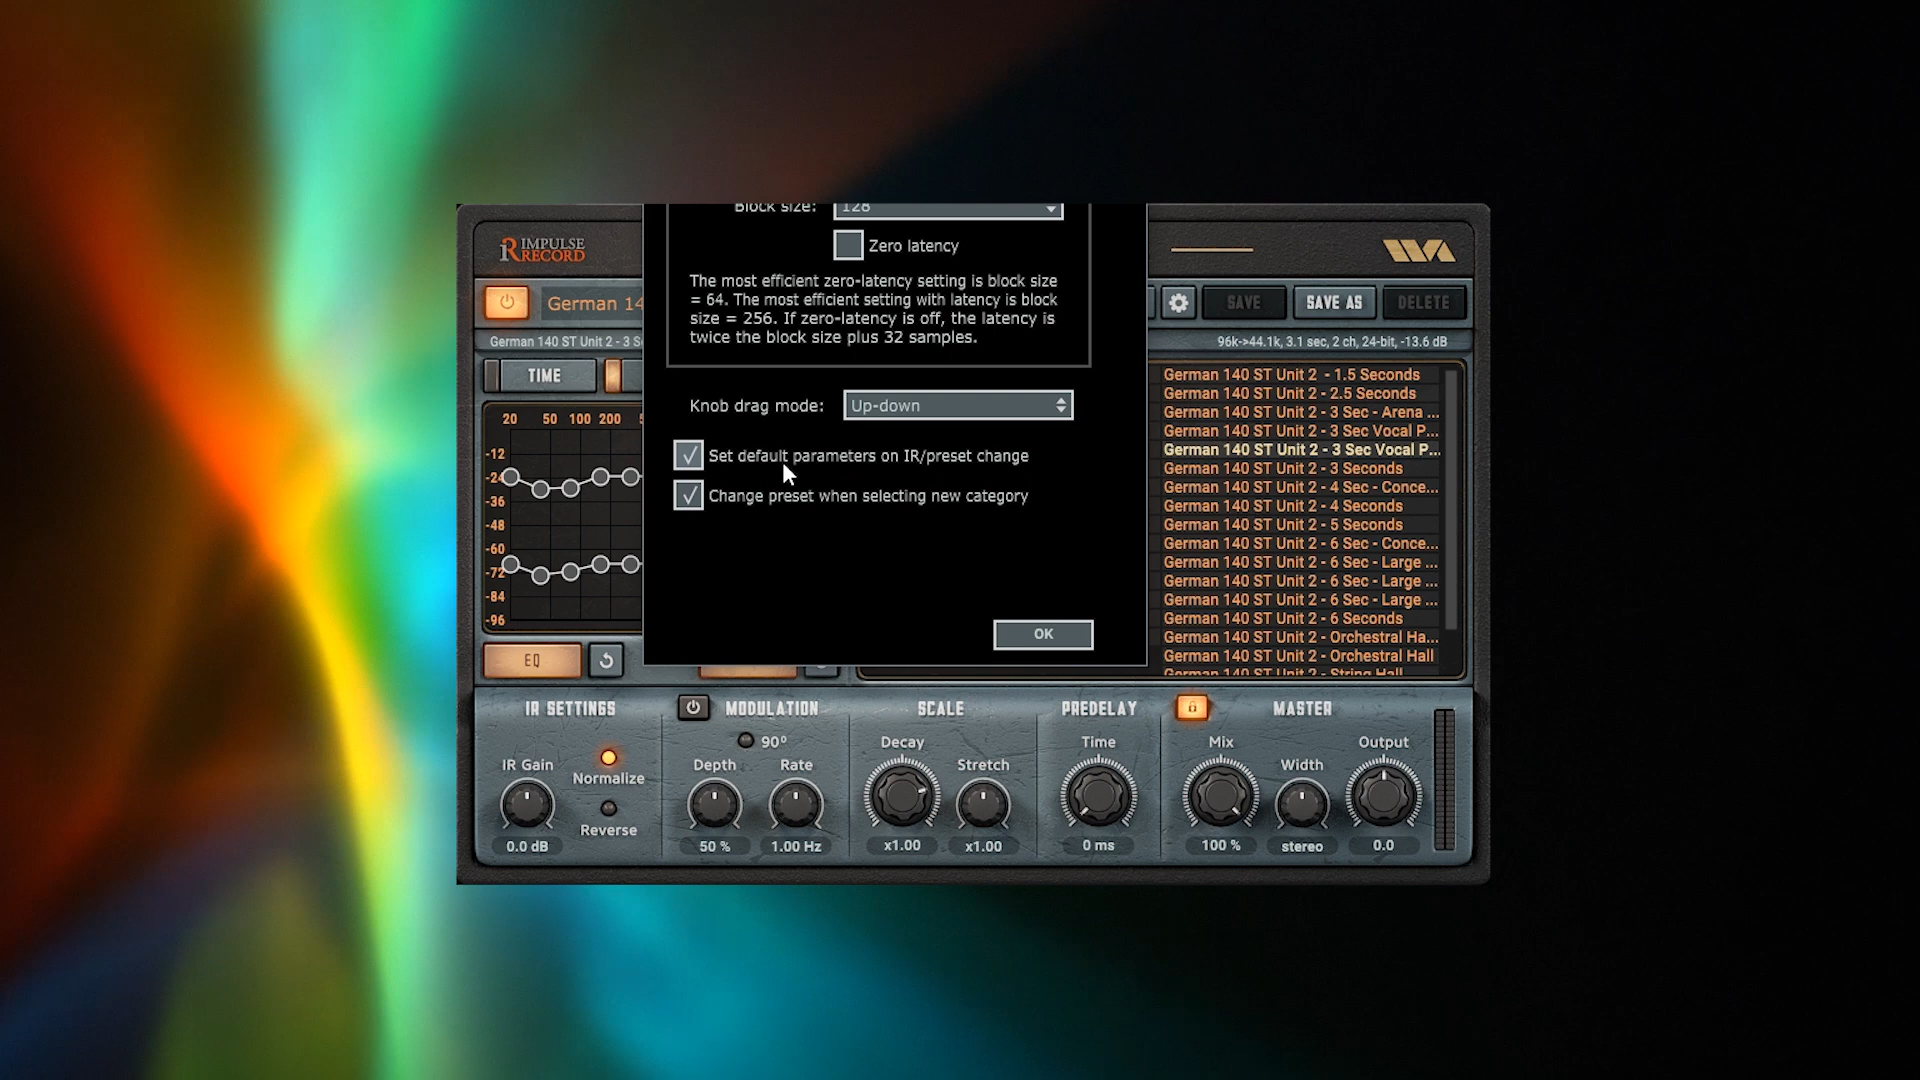 Block size: 128
Zero latency
The most efficient zero-latency setting is block size
= 64. The most efficient setting with latency is block
size = 256. If zero-latency is off, the latency is
twice the block size plus 32 samples.
Knob drag mode: Up-down
Set default parameters on IR/preset change
Change preset when selecting new category
OK
iR IMPULSE
RECORD
German 14
SAVE
SAVE AS
DELETE
German 140 ST Unit 2 - 3 S
96k->44.1k, 3.1 sec, 2 ch, 24-bit, -13.6 dB
TIME
20 50 100 200
-12
-24
-36
-48
-60
-72
-84
-96
EQ
German 140 ST Unit 2 - 1.5 Seconds
German 140 ST Unit 2 - 2.5 Seconds
German 140 ST Unit 2 - 3 Sec - Arena ...
German 140 ST Unit 2 - 3 Sec Vocal P...
German 140 ST Unit 2 - 3 Sec Vocal P...
German 140 ST Unit 2 - 3 Seconds
German 140 ST Unit 2 - 4 Sec - Conce...
German 140 ST Unit 2 - 4 Seconds
German 140 ST Unit 2 - 5 Seconds
German 140 ST Unit 2 - 6 Sec - Conce...
German 140 ST Unit 2 - 6 Sec - Large ...
German 140 ST Unit 2 - 6 Sec - Large ...
German 140 ST Unit 2 - 6 Sec - Large ...
German 140 ST Unit 2 - 6 Seconds
German 140 ST Unit 2 - Orchestral Ha...
German 140 ST Unit 2 - Orchestral Hall
German 140 ST Unit 2 - String Hall
IR SETTINGS
IR Gain
0.0 dB
Normalize
Reverse
MODULATION
90°
Depth
50 %
Rate
1.00 Hz
SCALE
Decay
x1.00
Stretch
x1.00
PREDELAY
Time
0 ms
MASTER
Mix
100 %
Width
stereo
Output
0.0